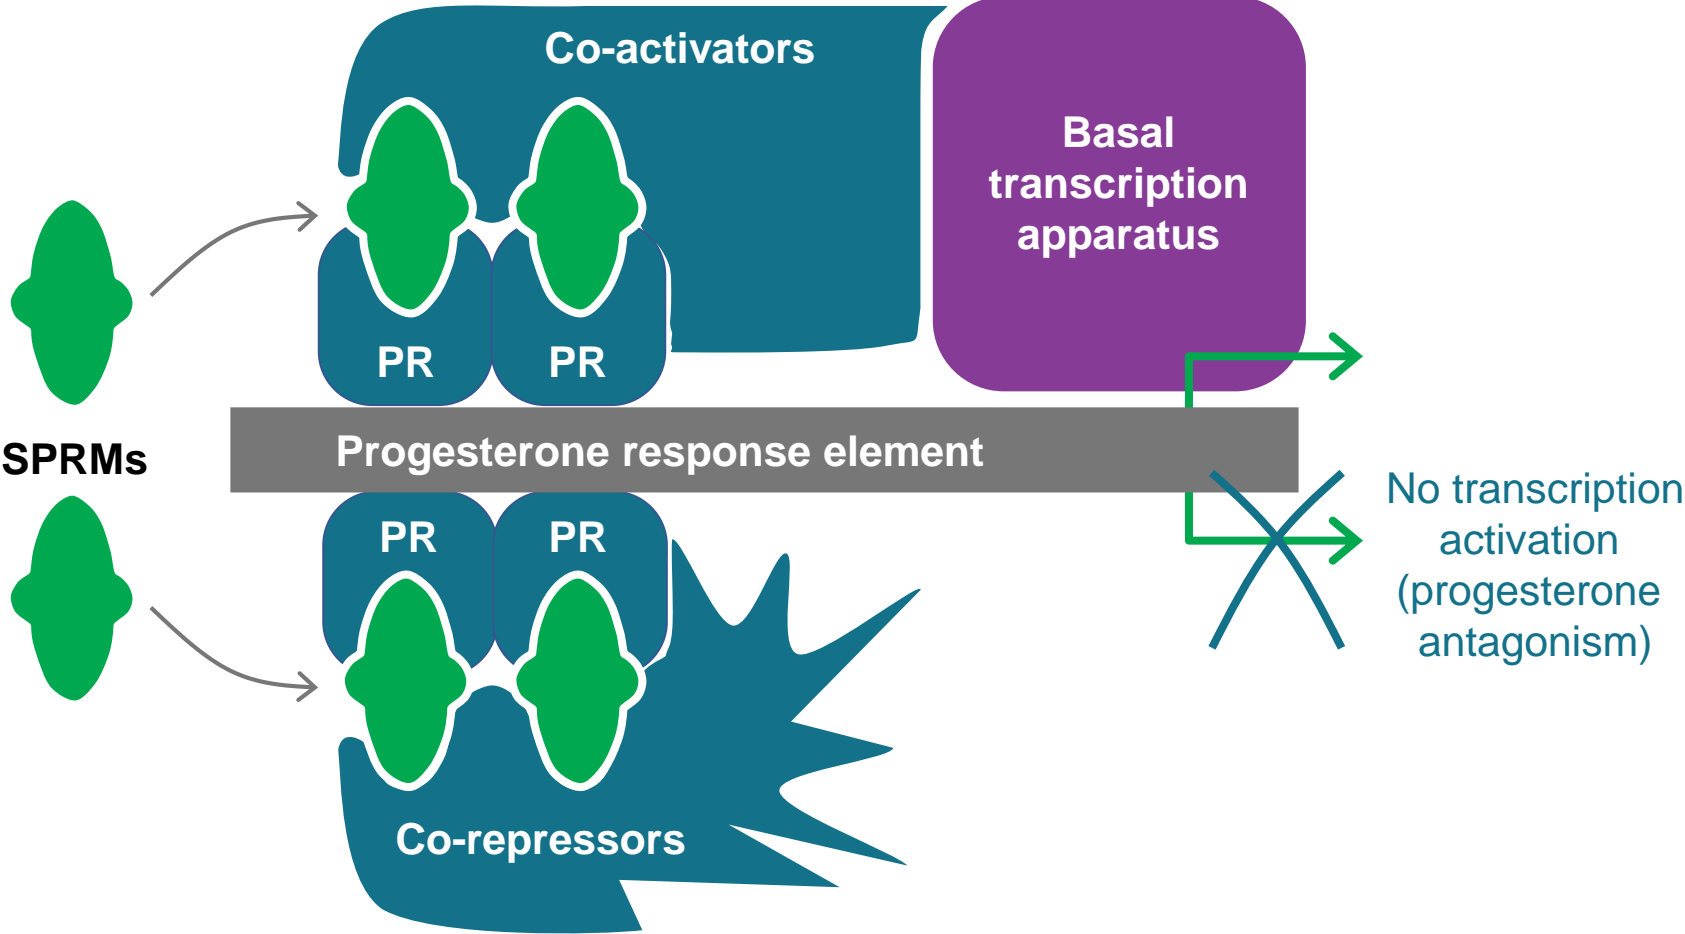 Co-activators
Basal
transcription
apparatus
PR
PR
SPRMs
Progesterone response element
PR
PR
No transcription
activation
(progesterone
antagonism)
Co-repressors